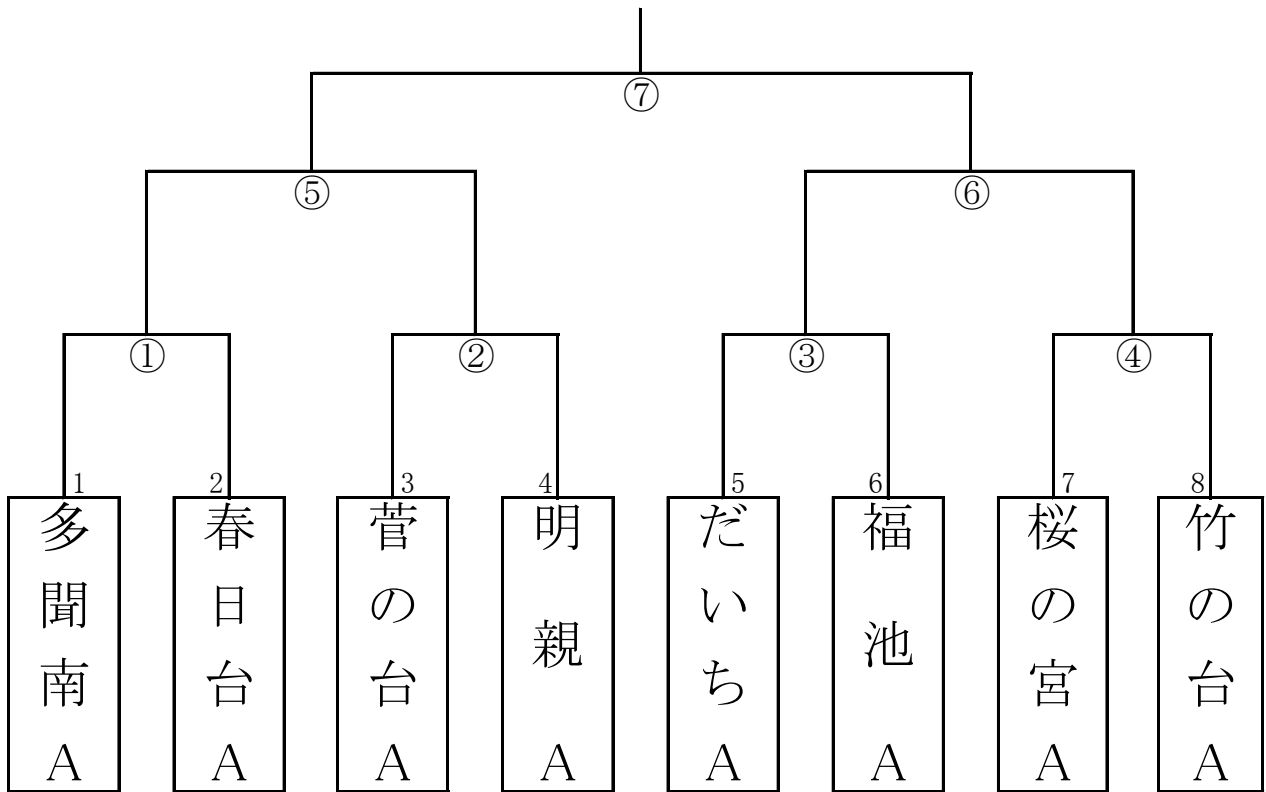 ⑦
⑤ ⑥
① ② ③ ④
1 2 3 4 5 6 7 8
多聞南A
春日台A
菅の台A
明親A
だいちA
福池A
桜の宮A
竹の台A